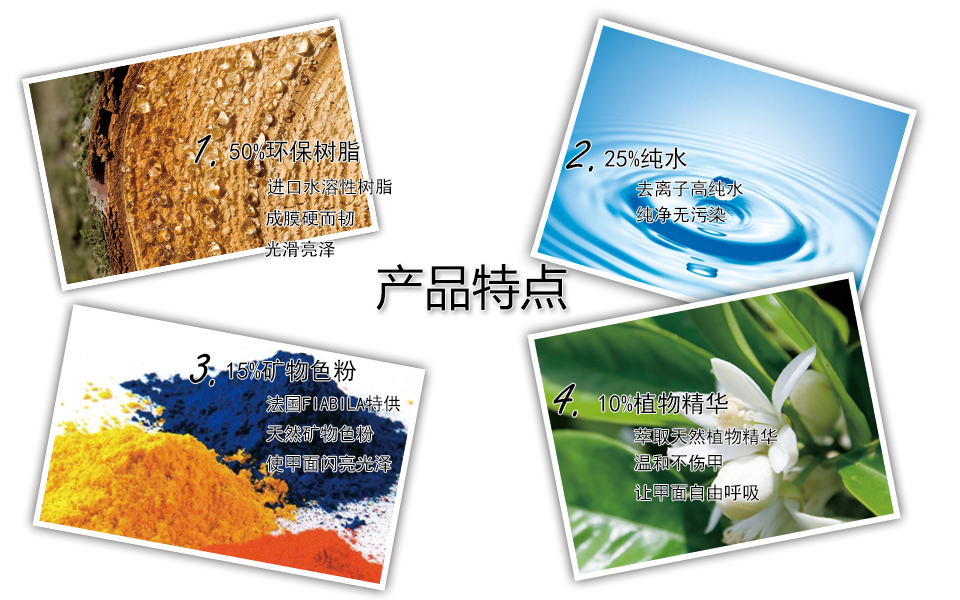 1. 50%环保树脂
进口水溶性树脂
成膜硬而韧
光滑亮泽
2. 25%纯水
去离子高纯水
纯净无污染
产品特点
3. 15%矿物色粉
法国FIABILA特供
天然矿物色粉
使甲面闪亮光泽
4. 10%植物精华
萃取天然植物精华
温和不伤甲
让甲面自由呼吸